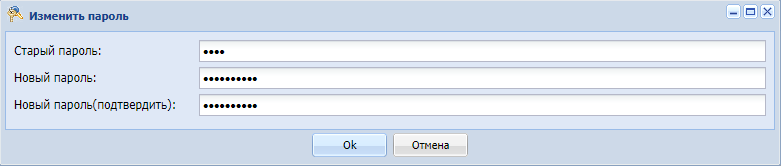 Изменить пароль
Старый пароль: ••••
Новый пароль: ••••••••••
Новый пароль(подтвердить): ••••••••••
Ok Отмена